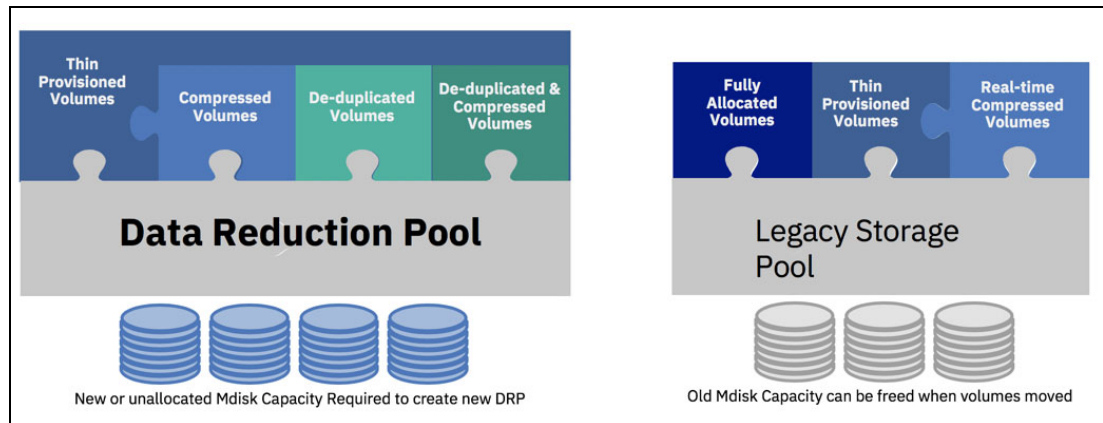 Thin
Provisioned
Volumes
Compressed
Volumes
De-duplicated
Volumes
De-duplicated &
Compressed
Volumes
Data Reduction Pool
New or unallocated Mdisk Capacity Required to create new DRP
Fully
Allocated
Volumes
Thin
Provisioned
Volumes
Real-time
Compressed
Volumes
Legacy Storage
Pool
Old Mdisk Capacity can be freed when volumes moved